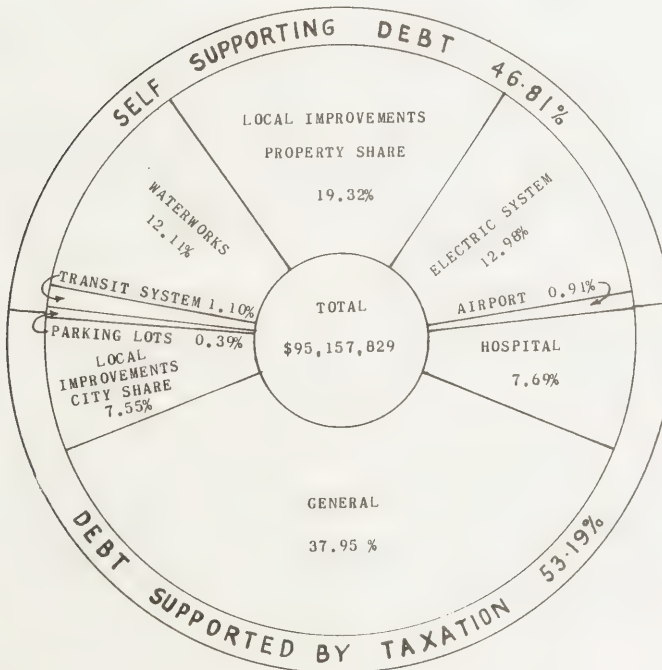 SELF SUPPORTING DEBT 46.81%
LOCAL IMPROVEMENTS
PROPERTY SHARE
19.32%
WATERWORKS
12.11%
ELECTRIC SYSTEM
12.98%
TRANSIT SYSTEM 1.10%
AIRPORT 0.91%
TOTAL
$95,157,829
PARKING LOTS 0.39%
LOCAL
IMPROVEMENTS
CITY SHARE
7.55%
HOSPITAL
7.69%
GENERAL
37.95 %
DEBT SUPPORTED BY TAXATION 53.19%